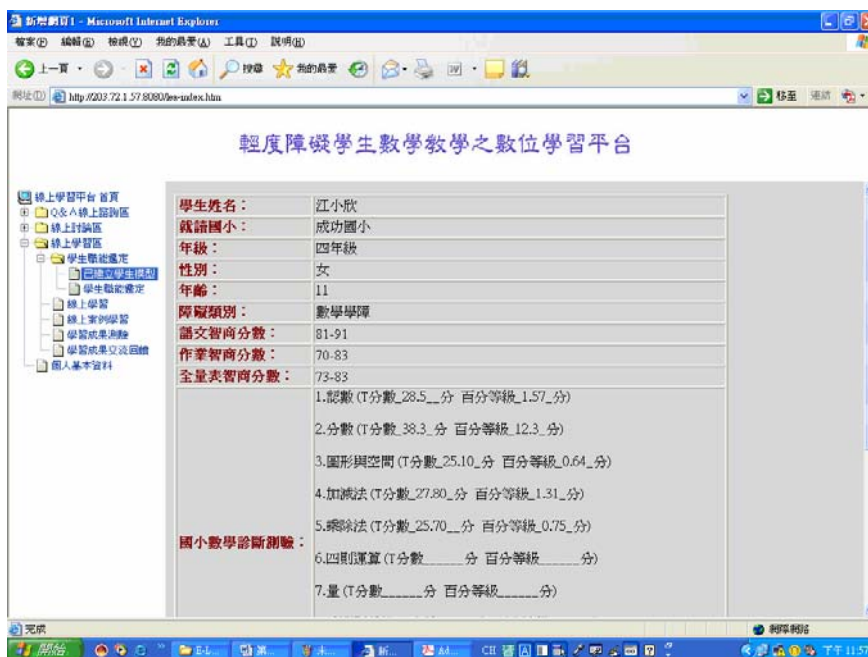 新增網頁1 - Microsoft Internet Explorer
檔案(F) 編輯(E) 檢視(V) 我的最愛(A) 工具(T) 說明(H)
上一頁 搜尋 我的最愛
網址(D) http://203.72.1.57:8080/lea-index.htm 移至 連結
輕度障礙學生數學教學之數位學習平台
線上學習平台 首頁
Q&A線上諮詢區
線上討論區
線上學習區
學生職能鑑定
已建立學生模型
學生職能鑑定
線上學習
線上案例學習
學習成果測驗
學習成果交流回饋
個人基本資料
學生姓名： 江小欣
就讀國小： 成功國小
年級： 四年級
性別： 女
年齡： 11
障礙類別： 數學學障
語文智商分數： 81-91
作業智商分數： 70-83
全量表智商分數： 73-83
國小數學診斷測驗：
1.認數 (T分數_28.5__分 百分等級_1.57_分)
2.分數 (T分數_38.3_分 百分等級_12.3_分)
3.圖形與空間 (T分數_25.10_分 百分等級_0.64_分)
4.加減法 (T分數_27.80_分 百分等級_1.31_分)
5.乘除法 (T分數_25.70__分 百分等級_0.75_分)
6.四則運算 (T分數______分 百分等級______分)
7.量 (T分數______分 百分等級______分)
完成 網際網路
開始 E-L... 第... 未... 新... Ad... CH 下午 11:5